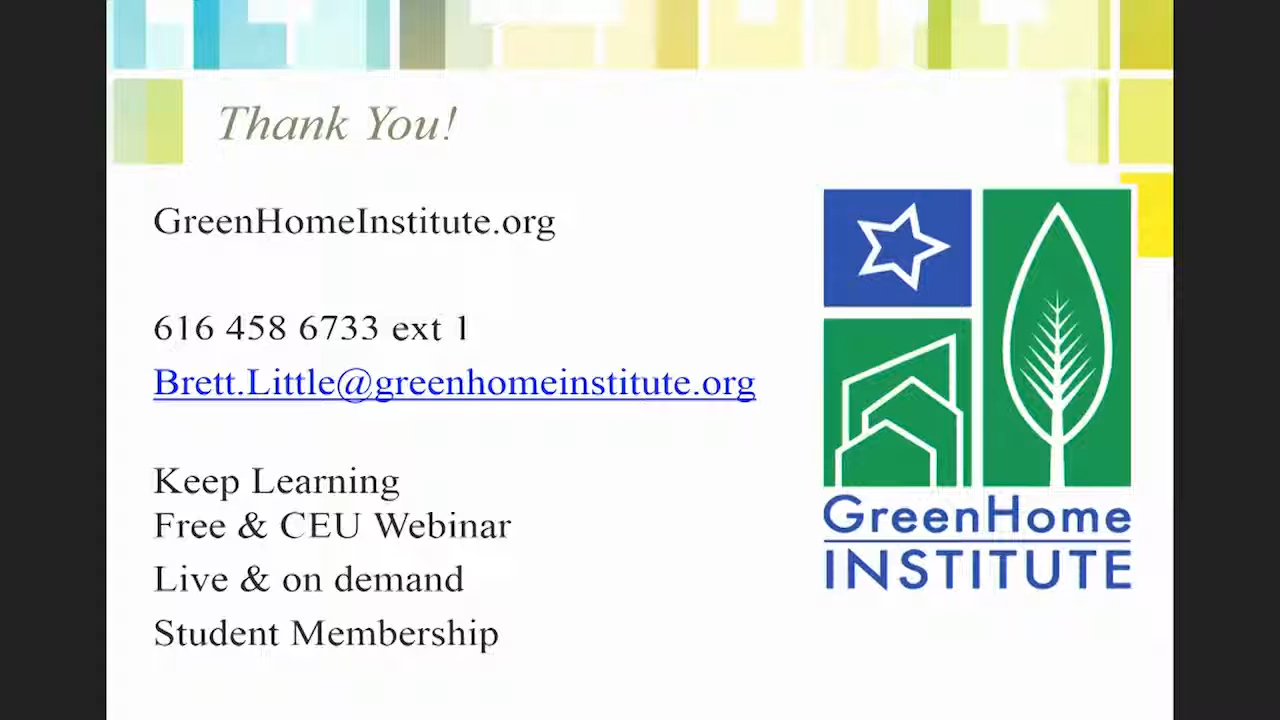 Thank You!
GreenHomeInstitute.org
616 458 6733 ext 1
Brett.Little@greenhomeinstitute.org
Keep Learning
Free & CEU Webinar
Live & on demand
Student Membership
GreenHome
INSTITUTE